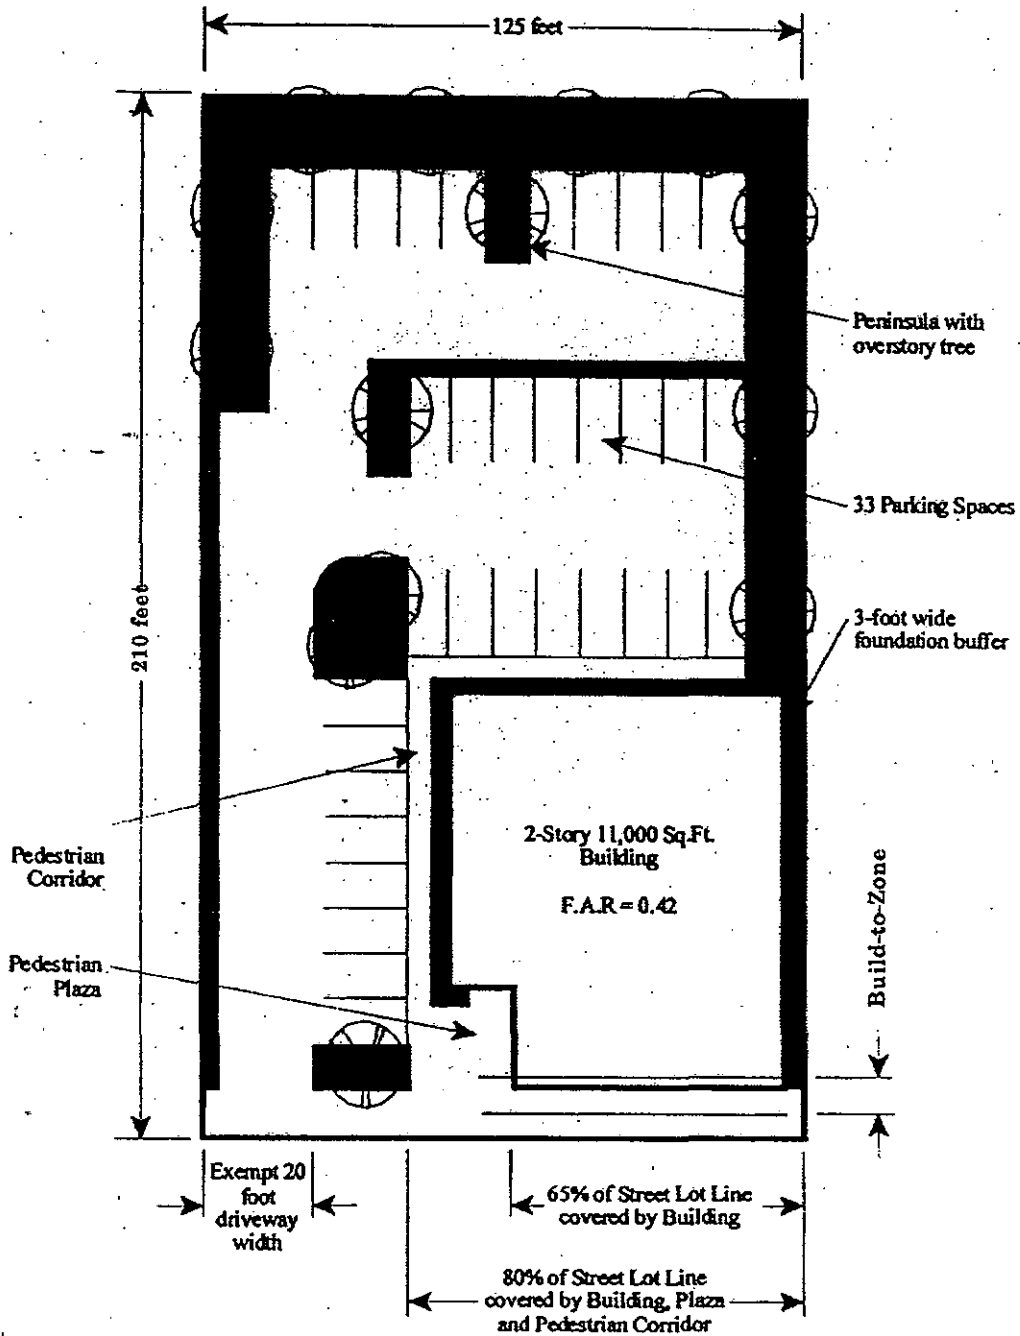 125 feet
210 feet
Peninsula with
overstory tree
33 Parking Spaces
3-foot wide
foundation buffer
2-Story 11,000 Sq.Ft.
Building
F.A.R = 0.42
Pedestrian
Corridor
Pedestrian
Plaza
Build-to-Zone
Exempt 20
foot
driveway
width
65% of Street Lot Line
covered by Building
80% of Street Lot Line
covered by Building, Plaza
and Pedestrian Corridor